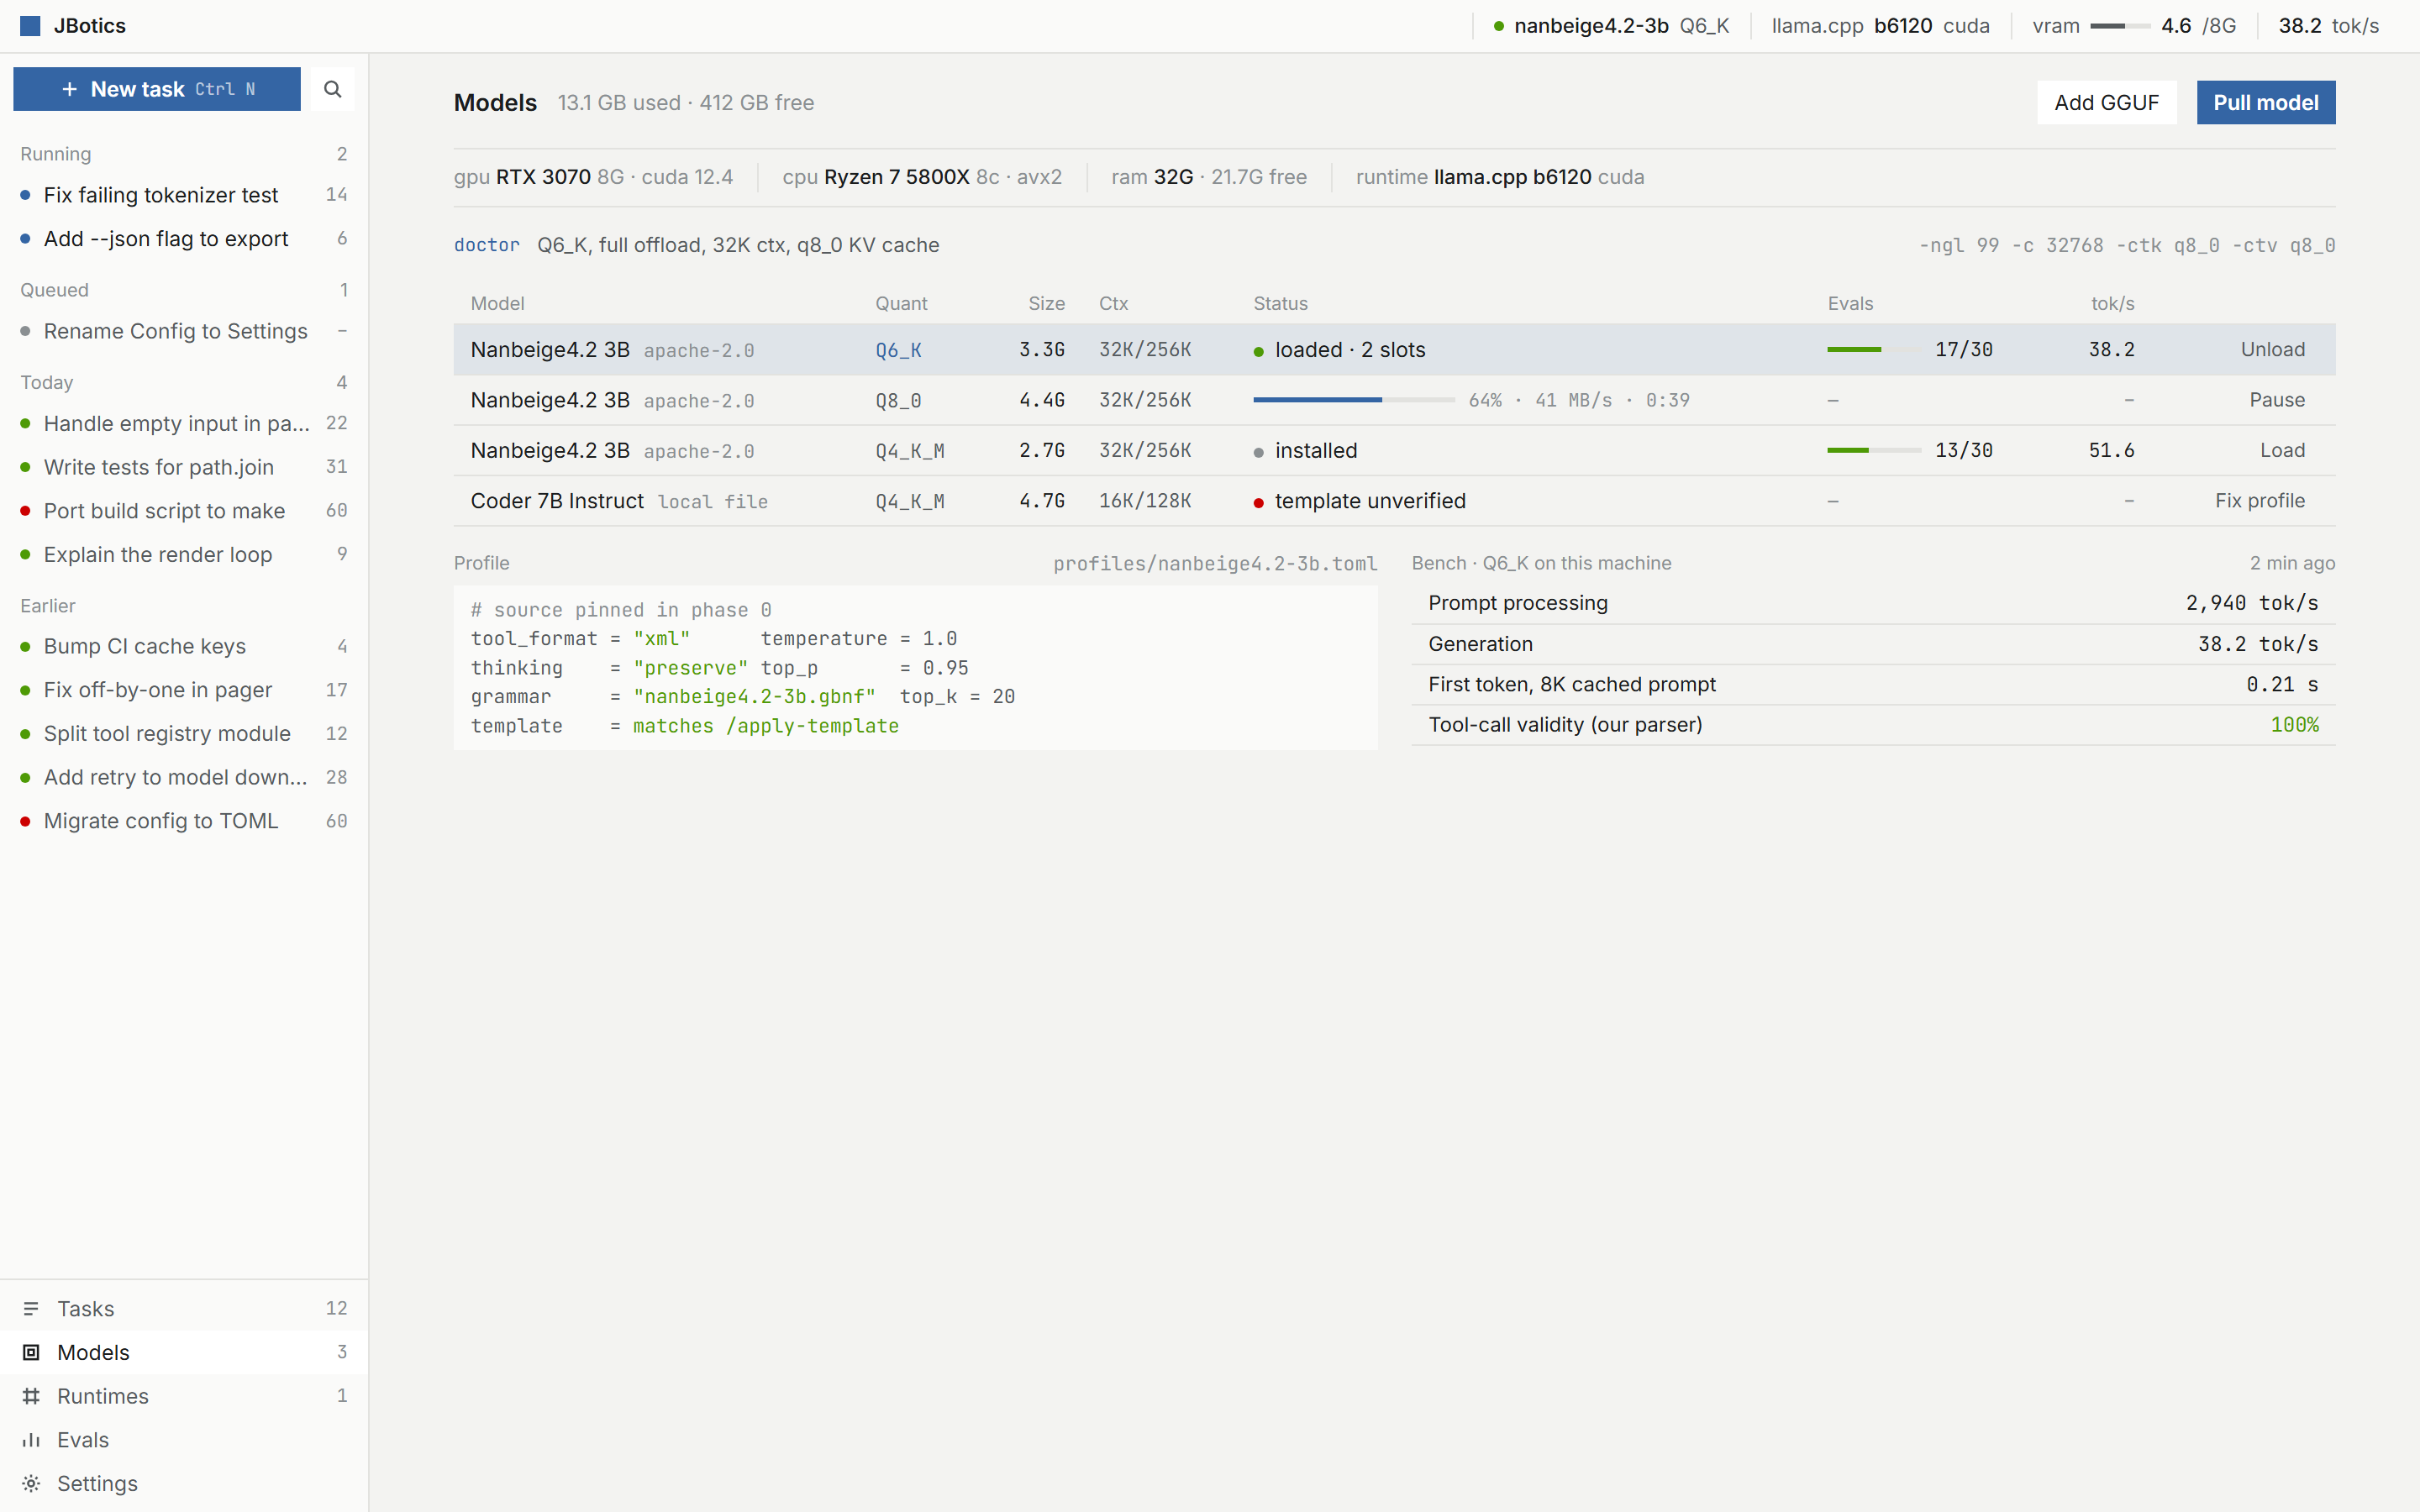 JBotics
nanbeige4.2-3b Q6_K llama.cpp b6120 cuda vram 4.6 /8G 38.2 tok/s
+ New task Ctrl N
Running 2
Fix failing tokenizer test 14
Add --json flag to export 6
Queued 1
Rename Config to Settings –
Today 4
Handle empty input in pa... 22
Write tests for path.join 31
Port build script to make 60
Explain the render loop 9
Earlier
Bump CI cache keys 4
Fix off-by-one in pager 17
Split tool registry module 12
Add retry to model down... 28
Migrate config to TOML 60
Tasks 12
Models 3
Runtimes 1
Evals
Settings
Models 13.1 GB used · 412 GB free Add GGUF Pull model
gpu RTX 3070 8G · cuda 12.4 cpu Ryzen 7 5800X 8c · avx2 ram 32G · 21.7G free runtime llama.cpp b6120 cuda
doctor Q6_K, full offload, 32K ctx, q8_0 KV cache -ngl 99 -c 32768 -ctk q8_0 -ctv q8_0
Model Quant Size Ctx Status Evals tok/s
Nanbeige4.2 3B apache-2.0 Q6_K 3.3G 32K/256K loaded · 2 slots 17/30 38.2 Unload
Nanbeige4.2 3B apache-2.0 Q8_0 4.4G 32K/256K 64% · 41 MB/s · 0:39 – – Pause
Nanbeige4.2 3B apache-2.0 Q4_K_M 2.7G 32K/256K installed 13/30 51.6 Load
Coder 7B Instruct local file Q4_K_M 4.7G 16K/128K template unverified – – Fix profile
Profile profiles/nanbeige4.2-3b.toml
# source pinned in phase 0
tool_format = "xml" temperature = 1.0
thinking = "preserve" top_p = 0.95
grammar = "nanbeige4.2-3b.gbnf" top_k = 20
template = matches /apply-template
Bench · Q6_K on this machine 2 min ago
Prompt processing 2,940 tok/s
Generation 38.2 tok/s
First token, 8K cached prompt 0.21 s
Tool-call validity (our parser) 100%